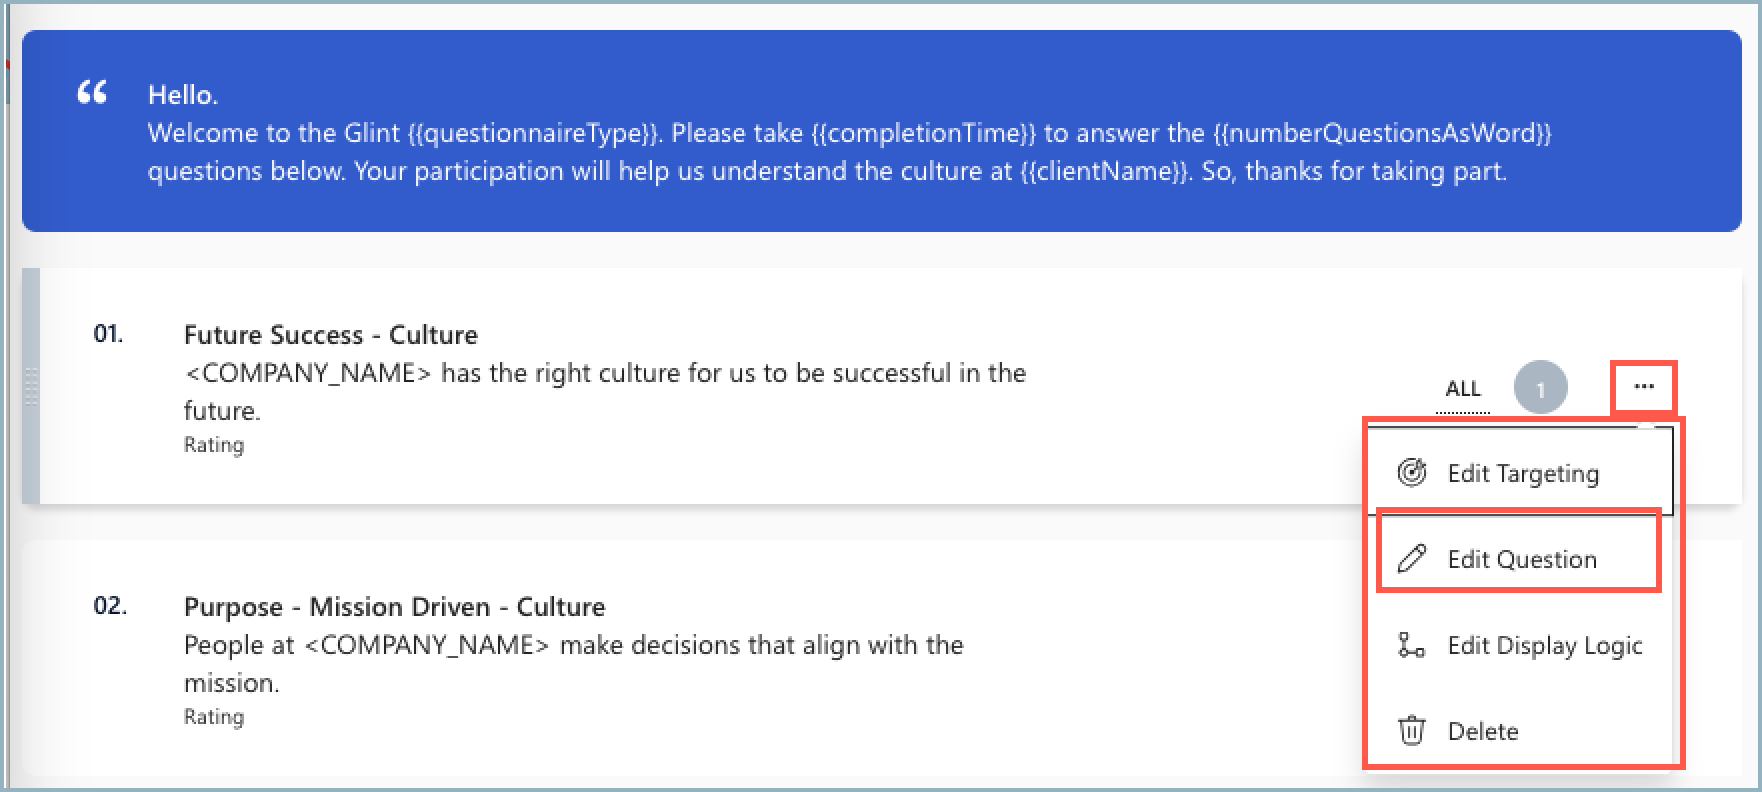 “
Hello.
Welcome to the Glint {{questionnaireType}}. Please take {{completionTime}} to answer the {{numberQuestionsAsWord}}
questions below. Your participation will help us understand the culture at {{clientName}}. So, thanks for taking part.
01.
Future Success - Culture
<COMPANY_NAME> has the right culture for us to be successful in the
future.
Rating
ALL
1
...
Edit Targeting
Edit Question
Edit Display Logic
Delete
02.
Purpose - Mission Driven - Culture
People at <COMPANY_NAME> make decisions that align with the
mission.
Rating